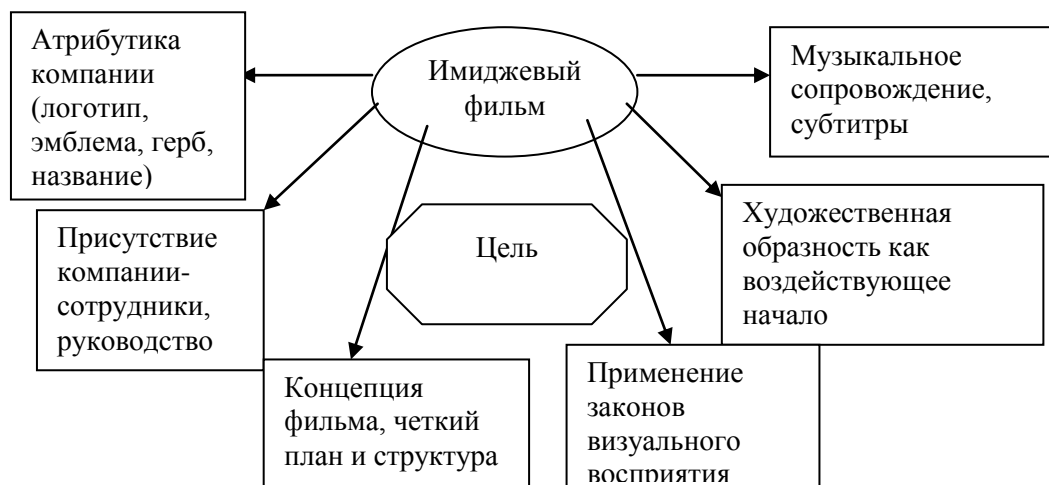 Атрибутика
компании
(логотип,
эмблема, герб,
название)
Имиджевый
фильм
Музыкальное
сопровождение,
субтитры
Присутствие
компании-
сотрудники,
руководство
Цель
Художественная
образность как
воздействующее
начало
Концепция
фильма, четкий
план и структура
Применение
законов
визуального
восприятия